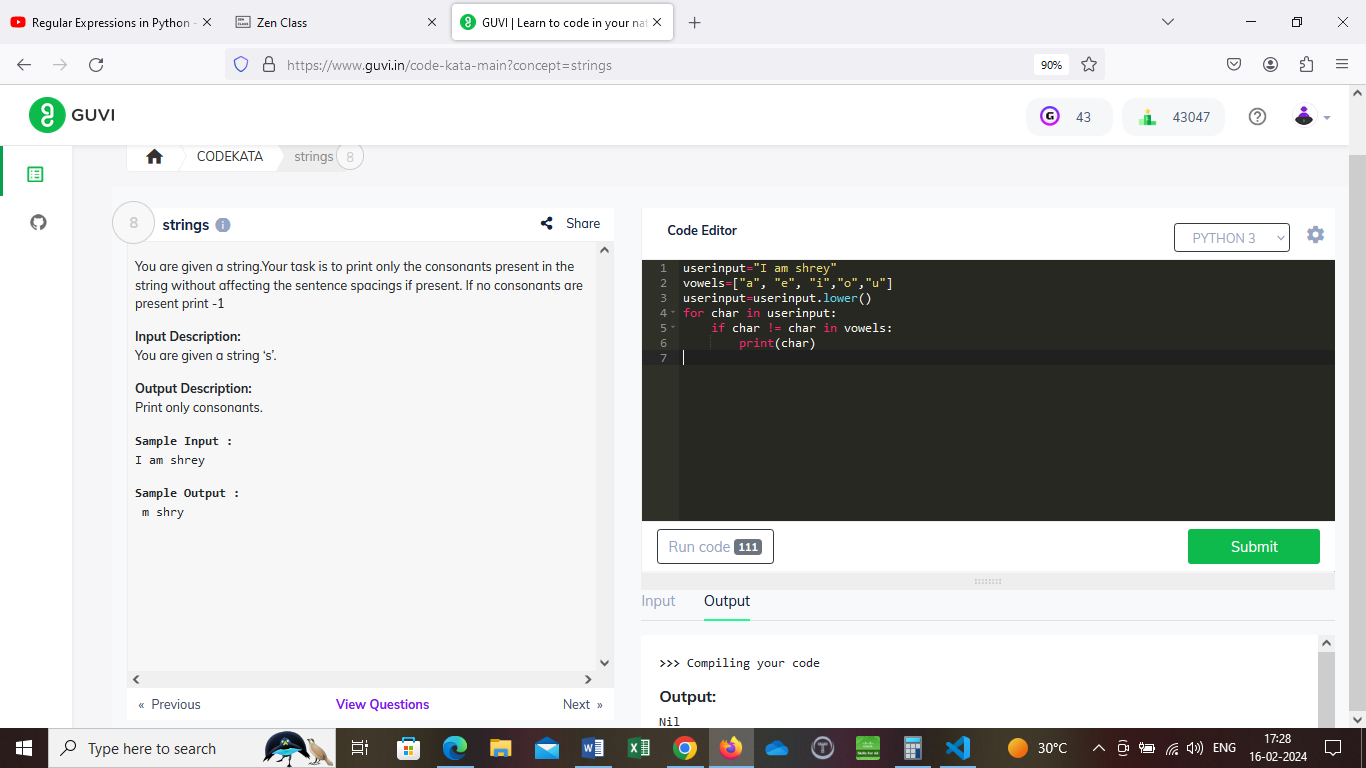 Regular Expressions in Python -
Zen Class
GUVI | Learn to code in your nat
https://www.guvi.in/code-kata-main?concept=strings
90%
GUVI
43
43047
CODEKATA
strings
8
8
strings
Share
You are given a string.Your task is to print only the consonants present in the
string without affecting the sentence spacings if present. If no consonants are
present print -1
Input Description:
You are given a string ‘s’.
Output Description:
Print only consonants.
Sample Input :
I am shrey
Sample Output :
m shry
« Previous
View Questions
Next »
Code Editor
PYTHON 3
1 userinput="I am shrey"
2 vowels=["a", "e", "i","o","u"]
3 userinput=userinput.lower()
4 for char in userinput:
5 if char != char in vowels:
6 print(char)
7
Run code 111
Submit
Input
Output
>>> Compiling your code
Output:
Nil
Type here to search
30°C
ENG
17:28
16-02-2024